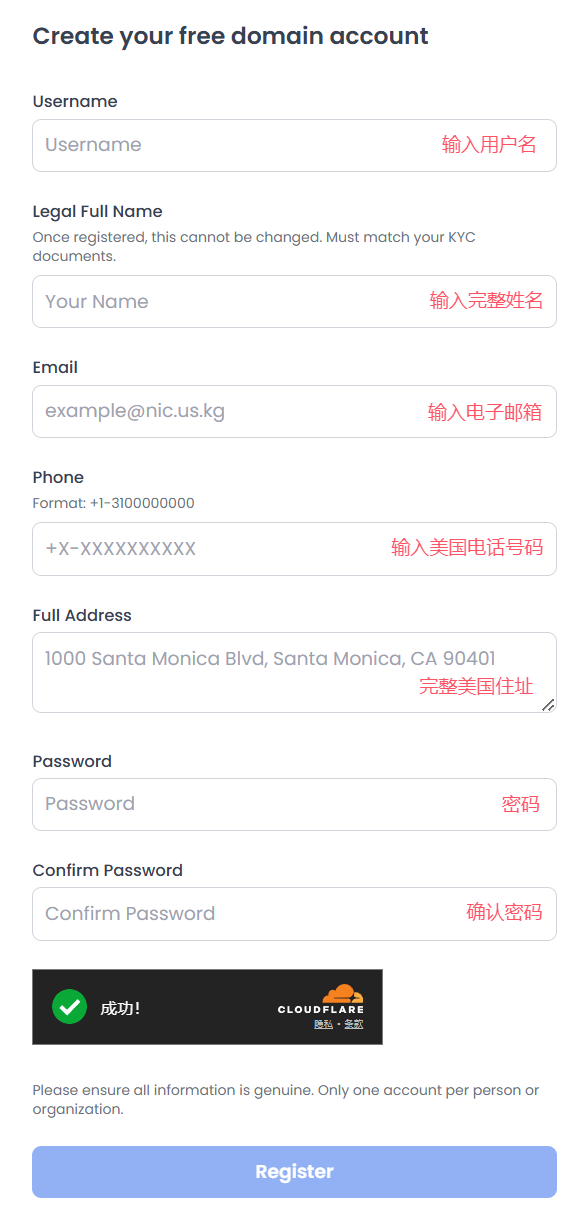 Create your free domain account
Username
Username 输入用户名
Legal Full Name
Once registered, this cannot be changed. Must match your KYC
documents.
Your Name 输入完整姓名
Email
example@nic.us.kg 输入电子邮箱
Phone
Format: +1-3100000000
+X-XXXXXXXXXX 输入美国电话号码
Full Address
1000 Santa Monica Blvd, Santa Monica, CA 90401
完整美国住址
Password
Password 密码
Confirm Password
Confirm Password 确认密码
成功!
CLOUDFLARE
隐私 • 条款
Please ensure all information is genuine. Only one account per person or
organization.
Register